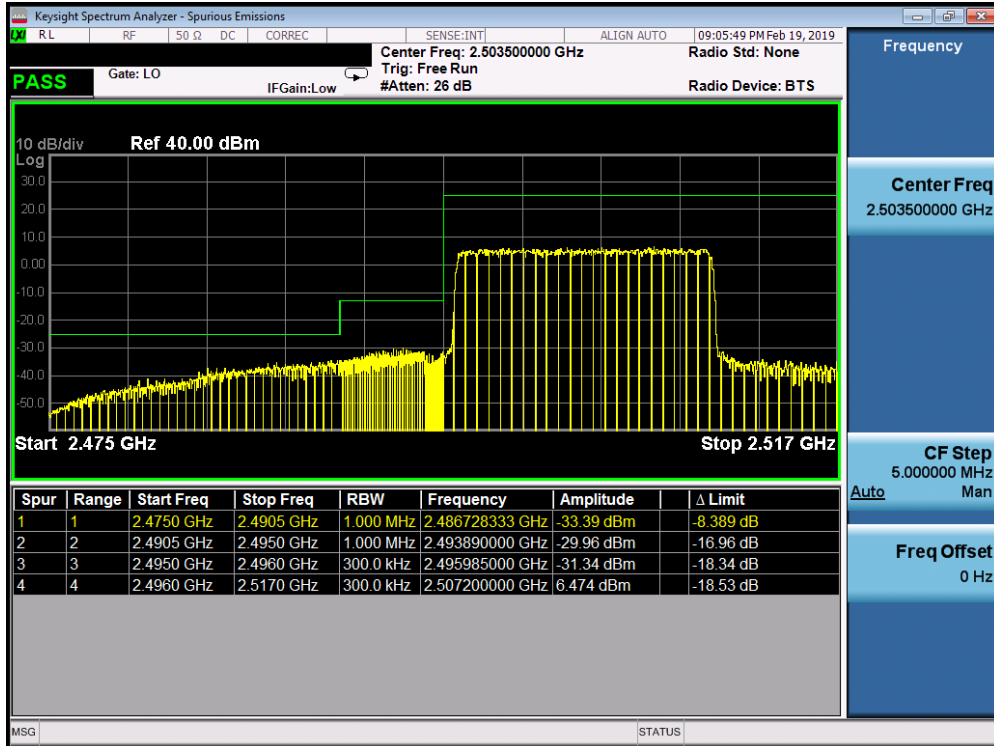 Keysight Spectrum Analyzer - Spurious Emissions
LXI RL RF 50 Ω DC CORREC SENSE:INT ALIGN AUTO 09:05:49 PM Feb 19, 2019
Center Freq: 2.503500000 GHz Radio Std: None
PASS Gate: LO Trig: Free Run
IFGain:Low #Atten: 26 dB Radio Device: BTS
10 dB/div Ref 40.00 dBm
Log
30.0
20.0
10.0
0.00
-10.0
-20.0
-30.0
-40.0
-50.0
Start 2.475 GHz Stop 2.517 GHz
Spur Range Start Freq Stop Freq RBW Frequency Amplitude Δ Limit
1 1 2.4750 GHz 2.4905 GHz 1.000 MHz 2.486728333 GHz -33.39 dBm -8.389 dB
2 2 2.4905 GHz 2.4950 GHz 1.000 MHz 2.493890000 GHz -29.96 dBm -16.96 dB
3 3 2.4950 GHz 2.4960 GHz 300.0 kHz 2.495985000 GHz -31.34 dBm -18.34 dB
4 4 2.4960 GHz 2.5170 GHz 300.0 kHz 2.507200000 GHz 6.474 dBm -18.53 dB
MSG STATUS
Frequency
Center Freq
2.503500000 GHz
CF Step
5.000000 MHz
Auto Man
Freq Offset
0 Hz